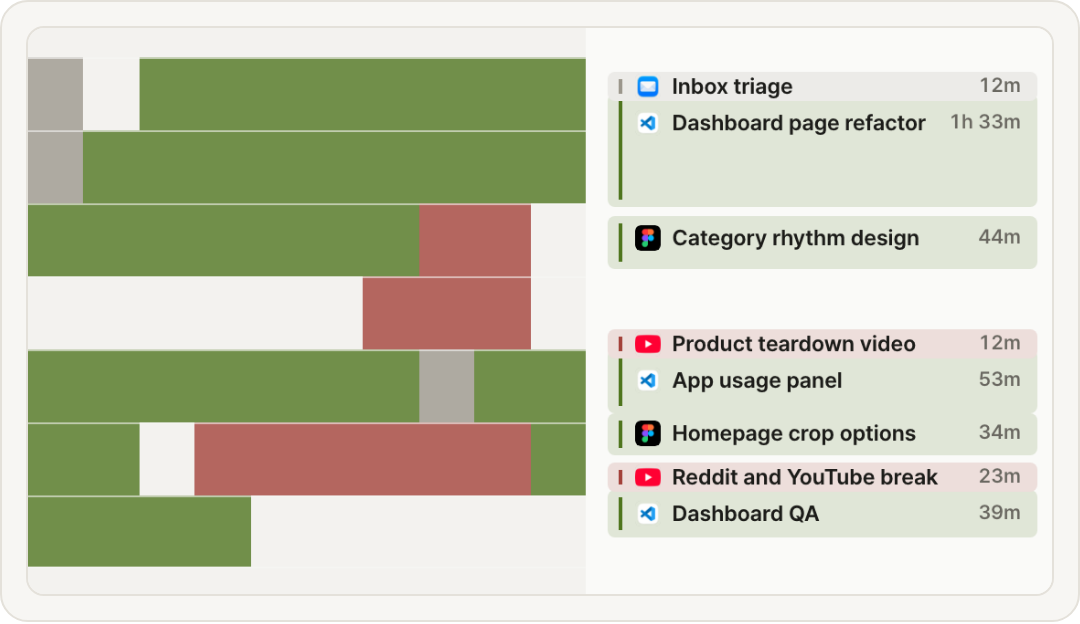 Inbox triage 12m
Dashboard page refactor 1h 33m
Category rhythm design 44m
Product teardown video 12m
App usage panel 53m
Homepage crop options 34m
Reddit and YouTube break 23m
Dashboard QA 39m